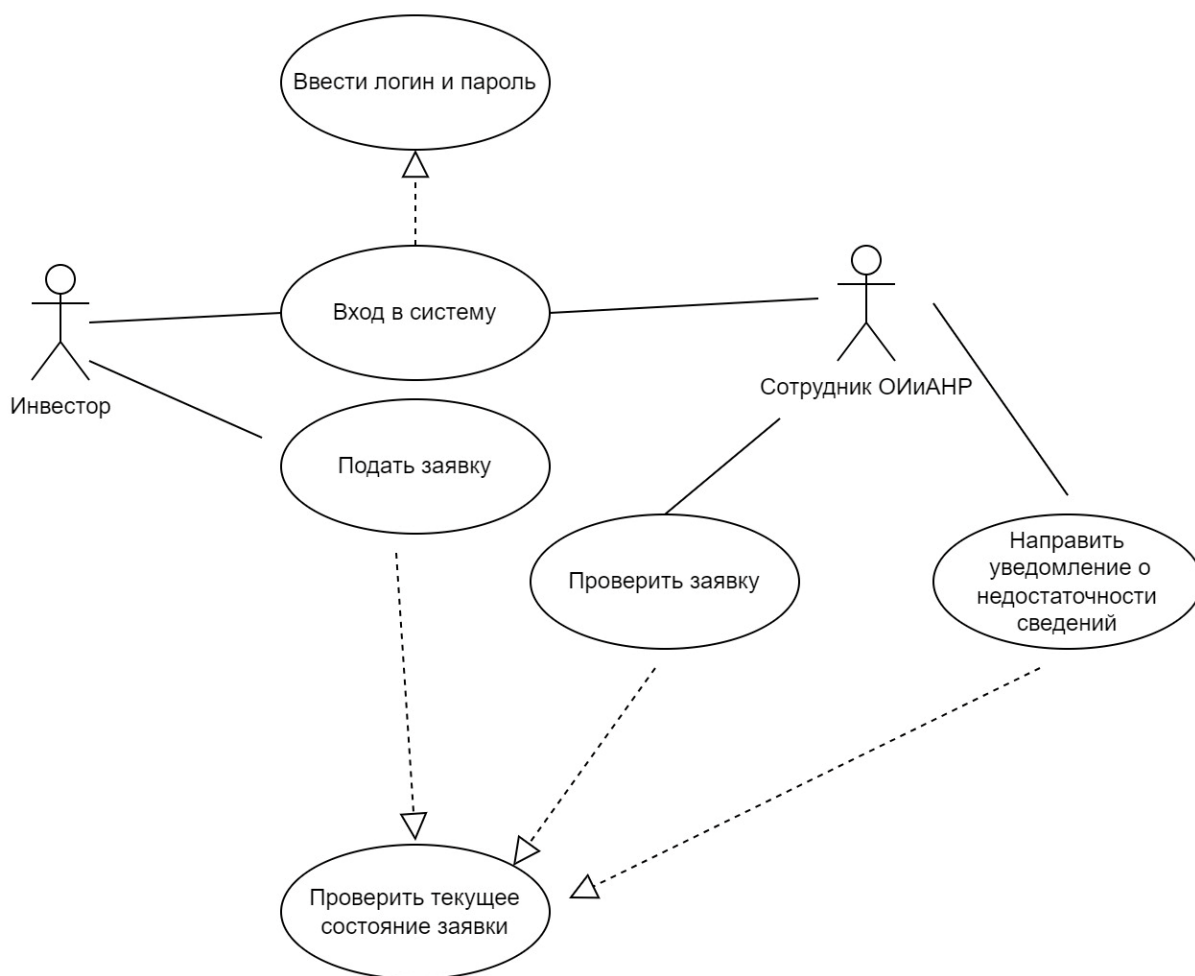 Ввести логин и пароль
Вход в систему
Инвестор
Сотрудник ОИиАНР
Подать заявку
Проверить заявку
Направить
уведомление о
недостаточности
сведений
Проверить текущее
состояние заявки